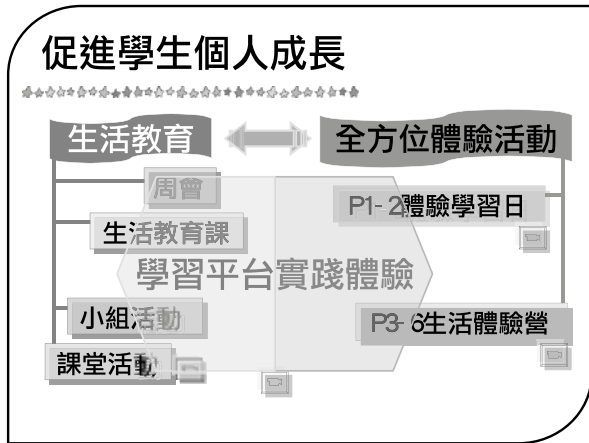 促進學生個人成長
生活教育
全方位體驗活動
周會
P1-2體驗學習日
生活教育課
學習平台實踐體驗
小組活動
P3-6生活體驗營
課堂活動